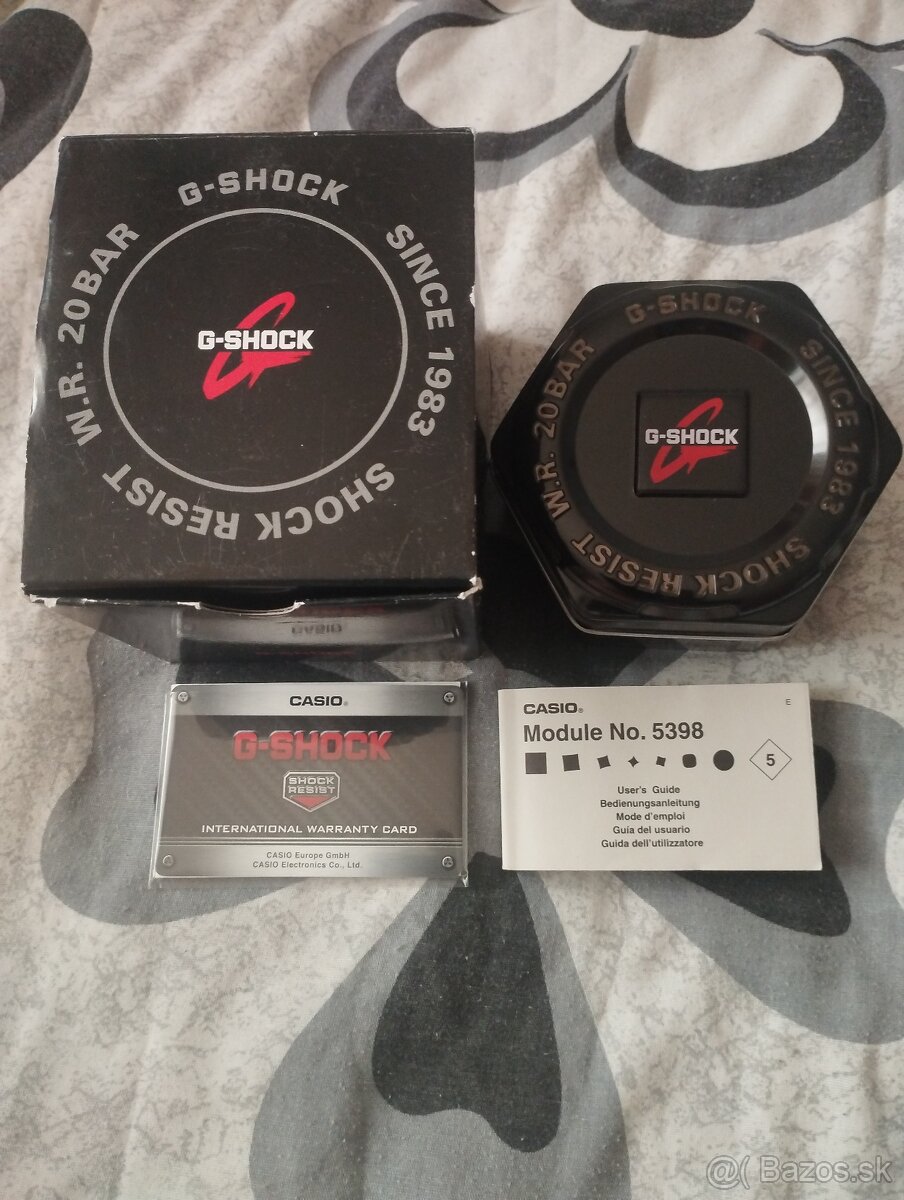 G-SHOCK
SINCE 1983
SHOCK RESIST
W.R. 20BAR
G-SHOCK
CASIO
G-SHOCK
SINCE 1983
SHOCK RESIST
W.R. 20BAR
G-SHOCK
CASIO®
G-SHOCK
SHOCK
RESIST
INTERNATIONAL WARRANTY CARD
CASIO Europe GmbH
CASIO Electronics Co., Ltd.
CASIO®
E
Module No. 5398
5
User's Guide
Bedienungsanleitung
Mode d'emploi
Guía del usuario
Guida dell'utilizzatore
@( Bazos.sk